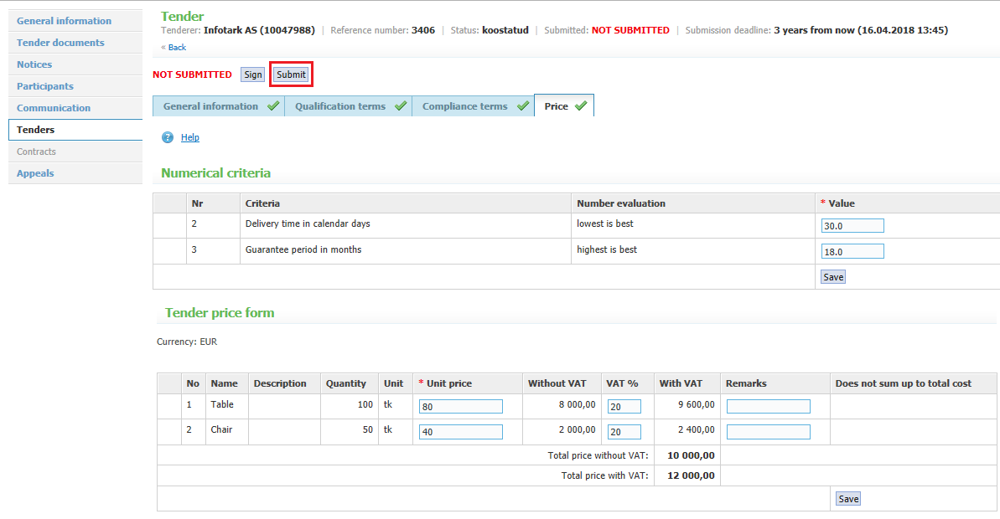 General information
Tender documents
Notices
Participants
Communication
Tenders
Contracts
Appeals
Tender
Tenderer: Infotark AS (10047988) | Reference number: 3406 | Status: koostatud | Submitted: NOT SUBMITTED | Submission deadline: 3 years from now (16.04.2018 13:45)
« Back
NOT SUBMITTED Sign Submit
General information Qualification terms Compliance terms Price
? Help
Numerical criteria
Nr Criteria Number evaluation * Value
2 Delivery time in calendar days lowest is best 30.0
3 Guarantee period in months highest is best 18.0
Save
Tender price form
Currency: EUR
No Name Description Quantity Unit * Unit price Without VAT VAT % With VAT Remarks Does not sum up to total cost
1 Table 100 tk 80 8 000,00 20 9 600,00
2 Chair 50 tk 40 2 000,00 20 2 400,00
Total price without VAT: 10 000,00
Total price with VAT: 12 000,00
Save